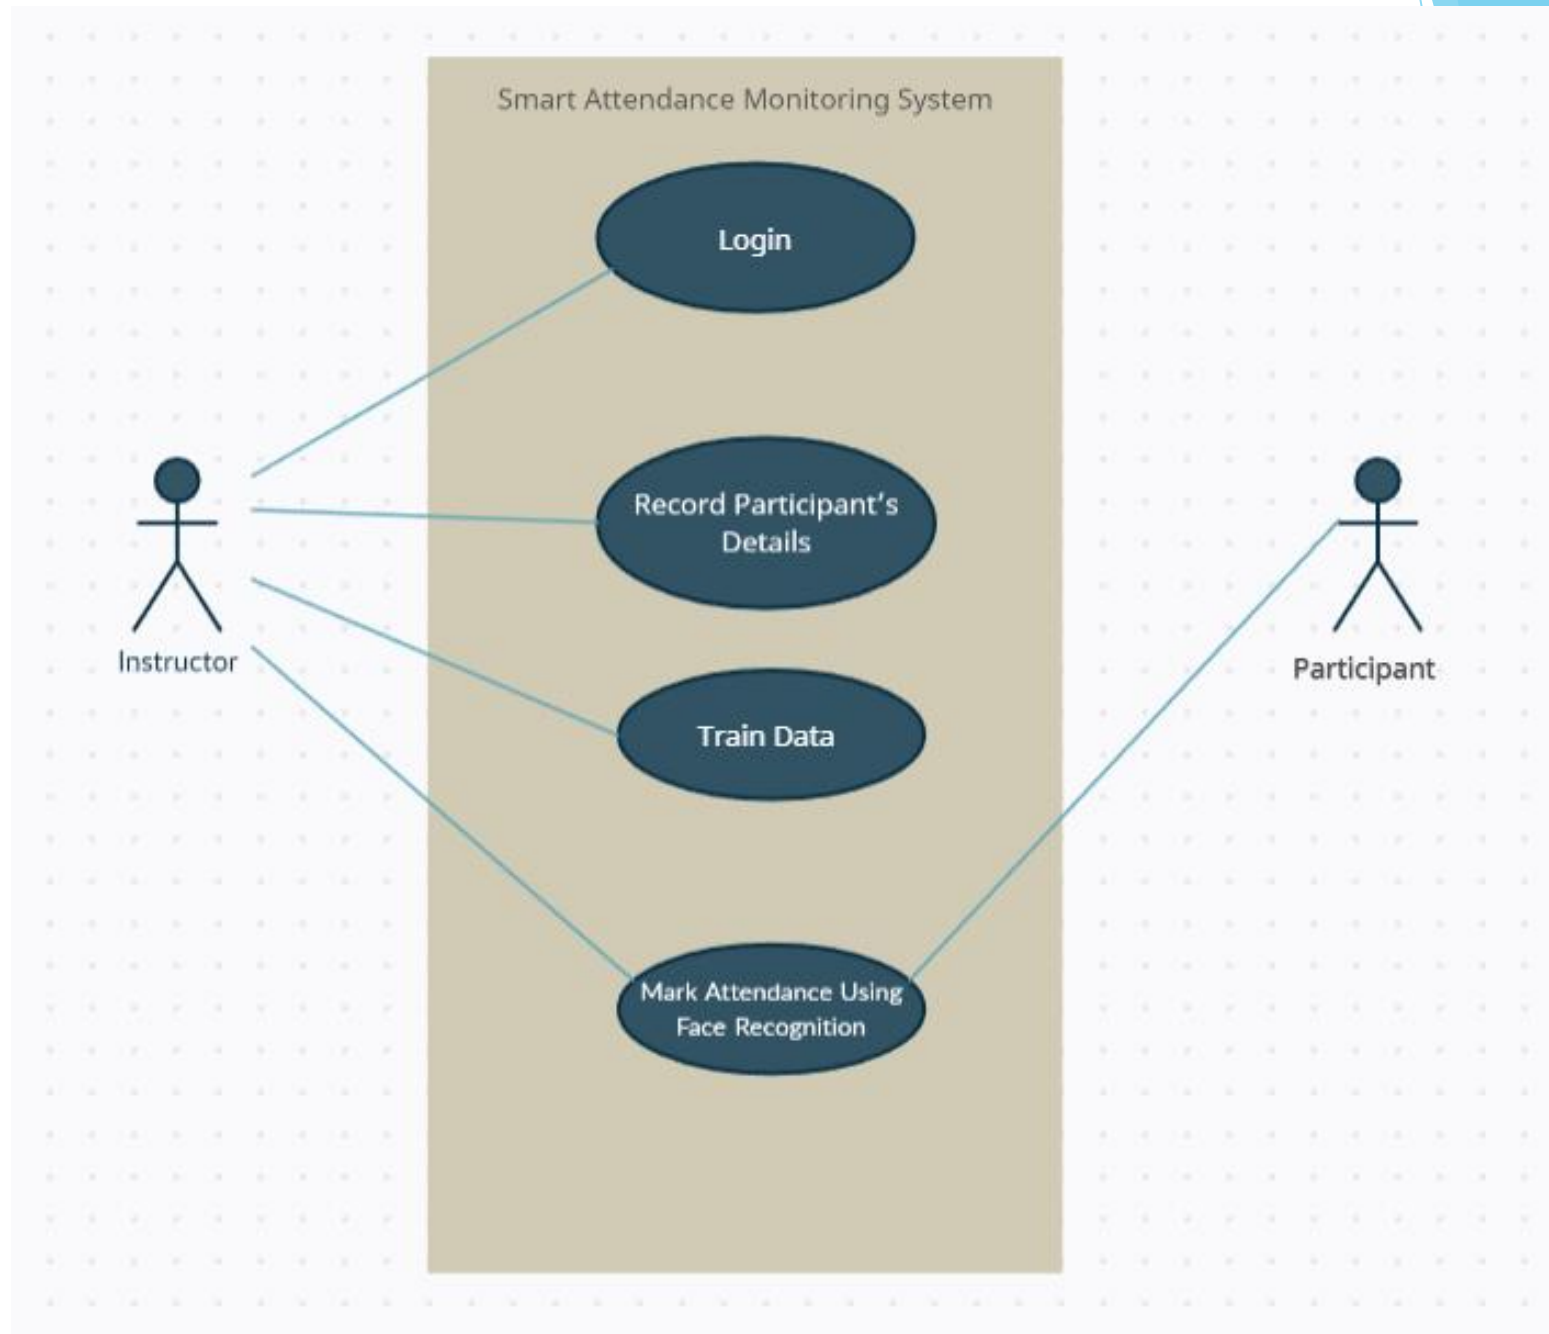 Smart Attendance Monitoring System
Login
Record Participant's
Details
Instructor
Participant
Train Data
Mark Attendance Using
Face Recognition